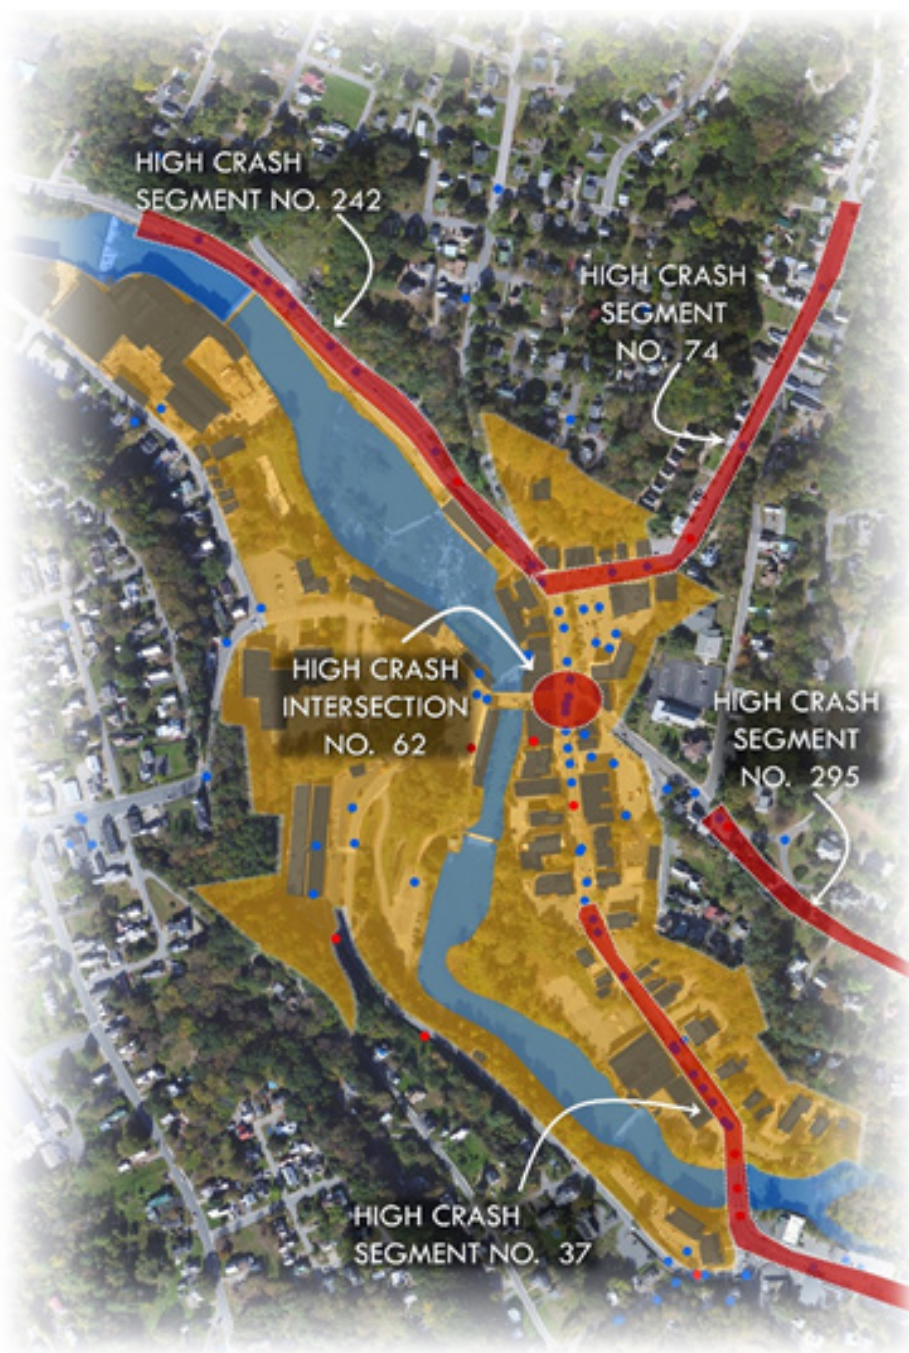 HIGH CRASH
SEGMENT NO. 242
HIGH CRASH
SEGMENT
NO. 74
HIGH CRASH
INTERSECTION
NO. 62
HIGH CRASH
SEGMENT
NO. 295
HIGH CRASH
SEGMENT NO. 37